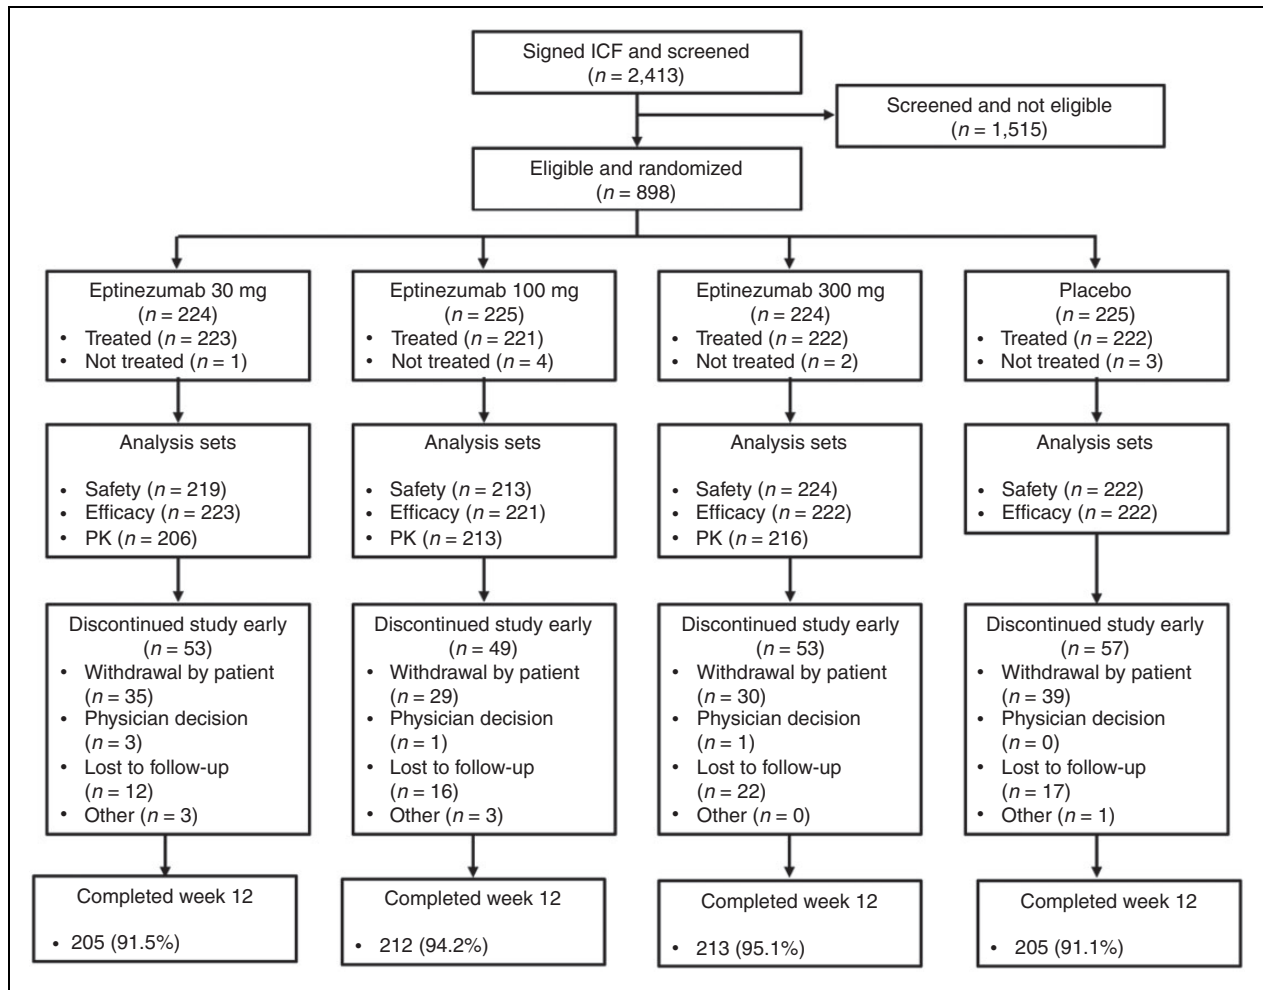 Signed ICF and screened
(n = 2,413)
Screened and not eligible
(n = 1,515)
Eligible and randomized
(n = 898)
Eptinezumab 30 mg
(n = 224)
• Treated (n = 223)
• Not treated (n = 1)
Eptinezumab 100 mg
(n = 225)
• Treated (n = 221)
• Not treated (n = 4)
Eptinezumab 300 mg
(n = 224)
• Treated (n = 222)
• Not treated (n = 2)
Placebo
(n = 225)
• Treated (n = 222)
• Not treated (n = 3)
Analysis sets
• Safety (n = 219)
• Efficacy (n = 223)
• PK (n = 206)
Analysis sets
• Safety (n = 213)
• Efficacy (n = 221)
• PK (n = 213)
Analysis sets
• Safety (n = 224)
• Efficacy (n = 222)
• PK (n = 216)
Analysis sets
• Safety (n = 222)
• Efficacy (n = 222)
Discontinued study early
(n = 53)
• Withdrawal by patient
(n = 35)
• Physician decision
(n = 3)
• Lost to follow-up
(n = 12)
• Other (n = 3)
Discontinued study early
(n = 49)
• Withdrawal by patient
(n = 29)
• Physician decision
(n = 1)
• Lost to follow-up
(n = 16)
• Other (n = 3)
Discontinued study early
(n = 53)
• Withdrawal by patient
(n = 30)
• Physician decision
(n = 1)
• Lost to follow-up
(n = 22)
• Other (n = 0)
Discontinued study early
(n = 57)
• Withdrawal by patient
(n = 39)
• Physician decision
(n = 0)
• Lost to follow-up
(n = 17)
• Other (n = 1)
Completed week 12
• 205 (91.5%)
Completed week 12
• 212 (94.2%)
Completed week 12
• 213 (95.1%)
Completed week 12
• 205 (91.1%)